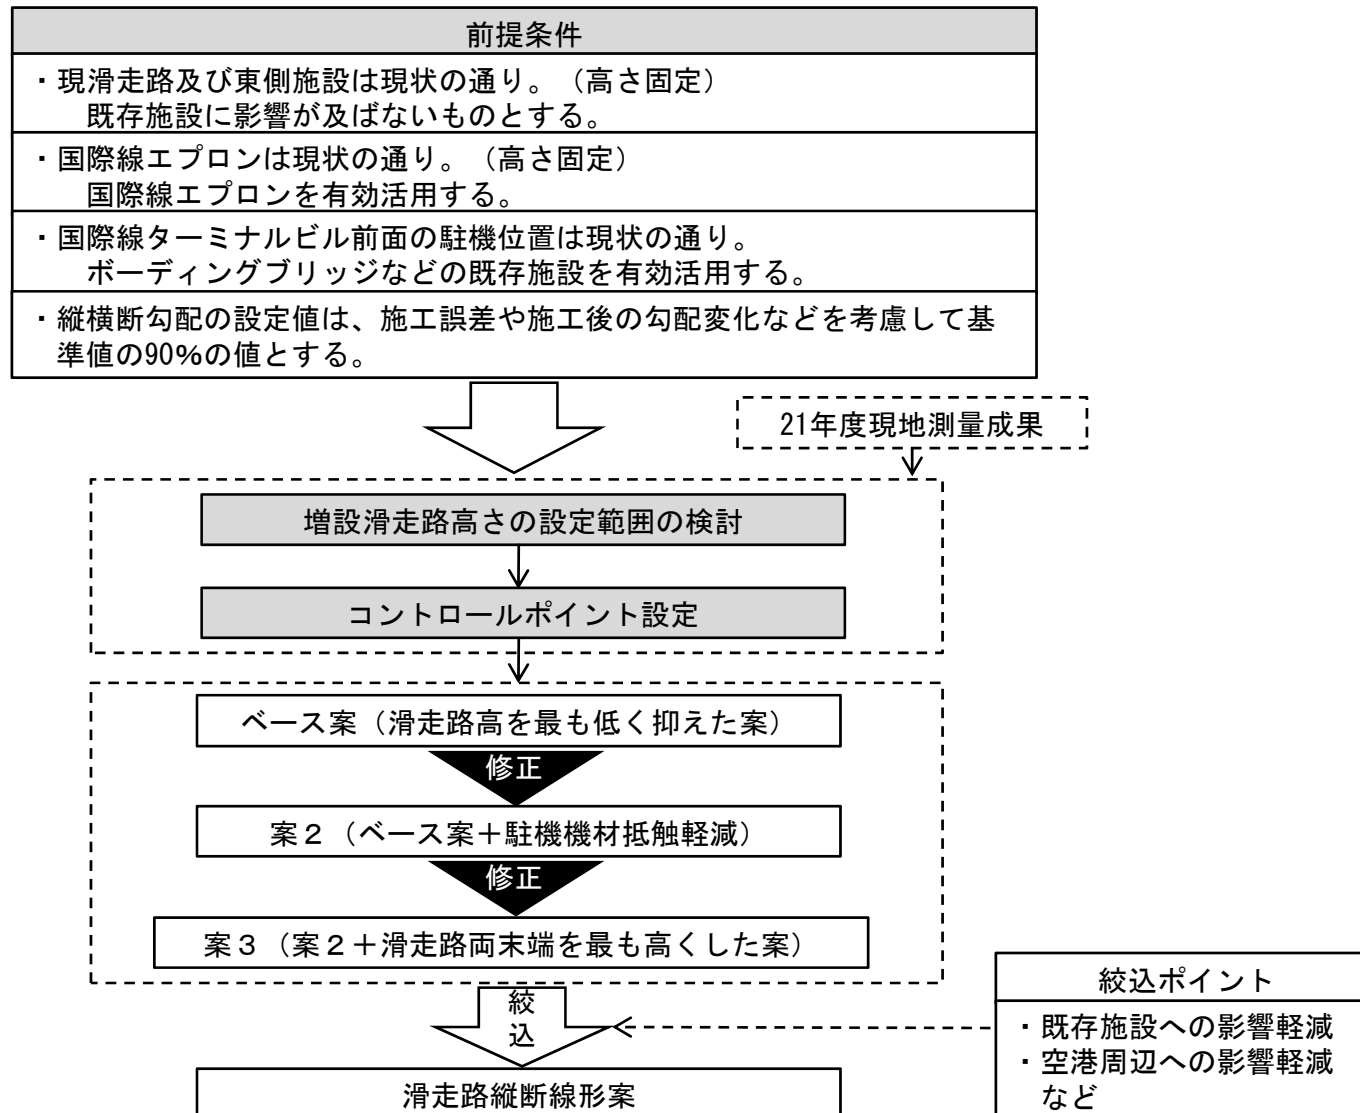 前提条件
・現滑走路及び東側施設は現状の通り。（高さ固定）
既存施設に影響が及ばないものとする。
・国際線エプロンは現状の通り。（高さ固定）
国際線エプロンを有効活用する。
・国際線ターミナルビル前面の駐機位置は現状の通り。
ボーディングブリッジなどの既存施設を有効活用する。
・縦横断勾配の設定値は、施工誤差や施工後の勾配変化などを考慮して基
準値の90%の値とする。
21年度現地測量成果
増設滑走路高さの設定範囲の検討
コントロールポイント設定
ベース案（滑走路高を最も低く抑えた案）
修正
案２（ベース案＋駐機機材抵触軽減）
修正
案３（案２＋滑走路両末端を最も高くした案）
絞
込
絞込ポイント
・既存施設への影響軽減
・空港周辺への影響軽減
など
滑走路縦断線形案